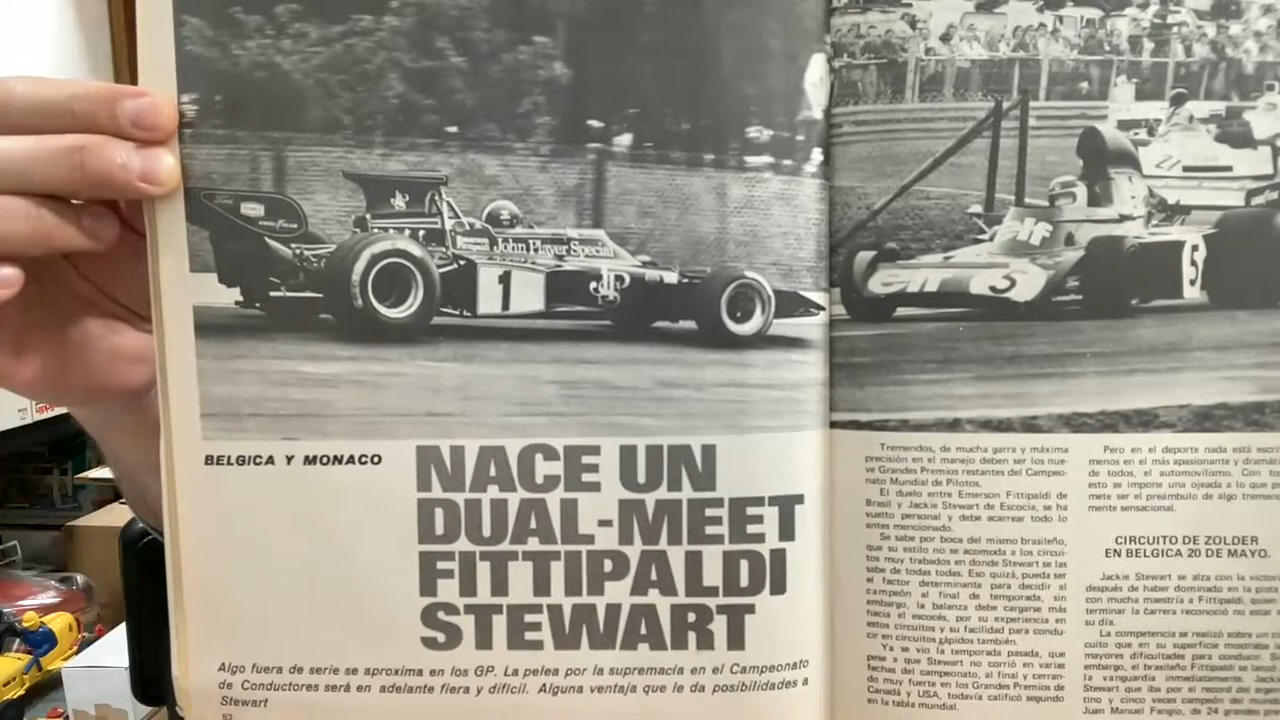 Ford
John Player Special
JPS
1
elf
elf
5
5
27
BELGICA Y MONACO
NACE UN
DUAL-MEET
FITTIPALDI
STEWART
Algo fuera de serie se aproxima en los GP. La pelea por la supremacía en el Campeonato
de Conductores será en adelante fiera y difícil. Alguna ventaja que le da posibilidades a
Stewart
52
Tremendos, de mucha garra y máxima
precisión en el manejo deben ser los nue-
ve Grandes Premios restantes del Campeo-
nato Mundial de Pilotos.
El duelo entre Emerson Fittipaldi de
Brasil y Jackie Stewart de Escocia, se ha
vuelto personal y debe acarrear todo lo
antes mencionado.
Se sabe por boca del mismo brasileño,
que su estilo no se acomoda a los circui-
tos muy trabados en donde Stewart se las
sabe de todas todas. Eso quizá, pueda ser
el factor determinante para decidir al
campeón al final de temporada, sin
embargo, la balanza debe cargarse más
hacia el escocés, por su experiencia en
estos circuitos y su facilidad para condu-
cir en circuitos rápidos también.
Ya se vio la temporada pasada, que
pese a que Stewart no corrió en varias
fechas del campeonato, al final y cerran-
do muy fuerte en los Grandes Premios de
Canadá y USA, todavía calificó segundo
en la tabla mundial.
Pero en el deporte nada está
menos en el más apasionante y
de todos, el automovilismo. Con
esto se impone una ojeada a lo que
mete ser el preámbulo de algo
mente sensacional.
CIRCUITO DE ZOLDER
EN BELGICA 20 DE MAYO.
Jackie Stewart se alza con la
después de haber dominado en la pista
con mucha maestría a Fittipaldi,
terminar la carrera reconoció no estar
su día.
La competencia se realizó sobre un
cuito que en su superficie mostraba
mayores dificultades para conducir.
embargo, el brasileño Fittipaldi se
la vanguardia inmediatamente.
Stewart que iba por el record del
tino y cinco veces campeón del
Juan Manuel Fangio, de 24 grandes